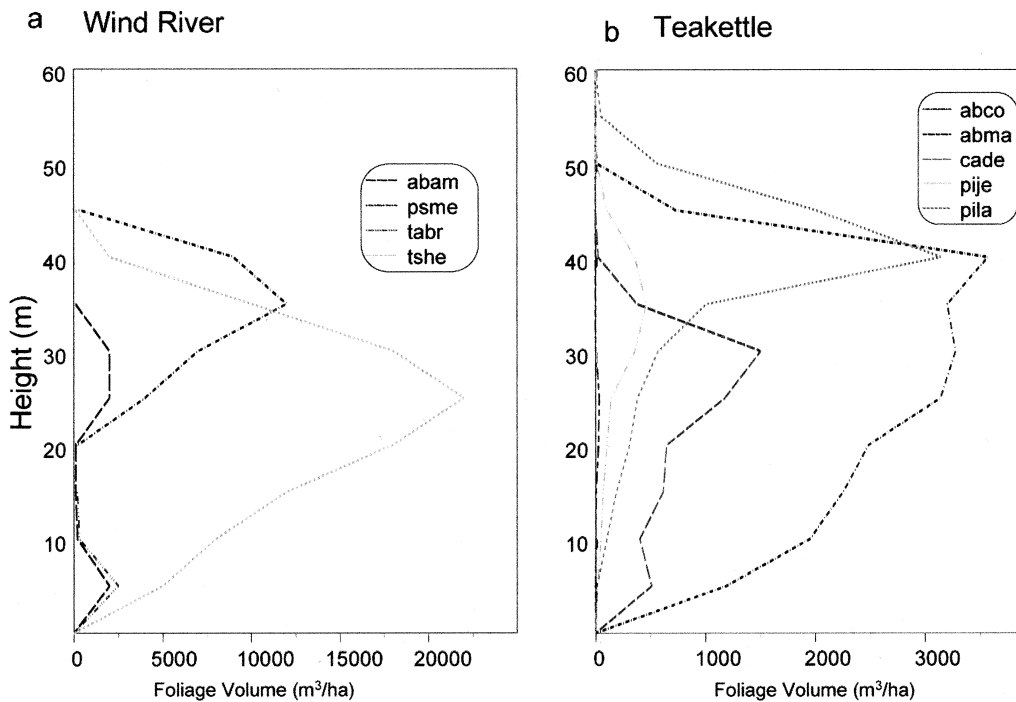 a Wind River
60
50
40
30
20
10
Height (m)
abam
psme
tabr
tshe
0 5000 10000 15000 20000
Foliage Volume (m³/ha)
b Teakettle
60
50
40
30
20
10
abco
abma
cade
pije
pila
0 1000 2000 3000
Foliage Volume (m³/ha)